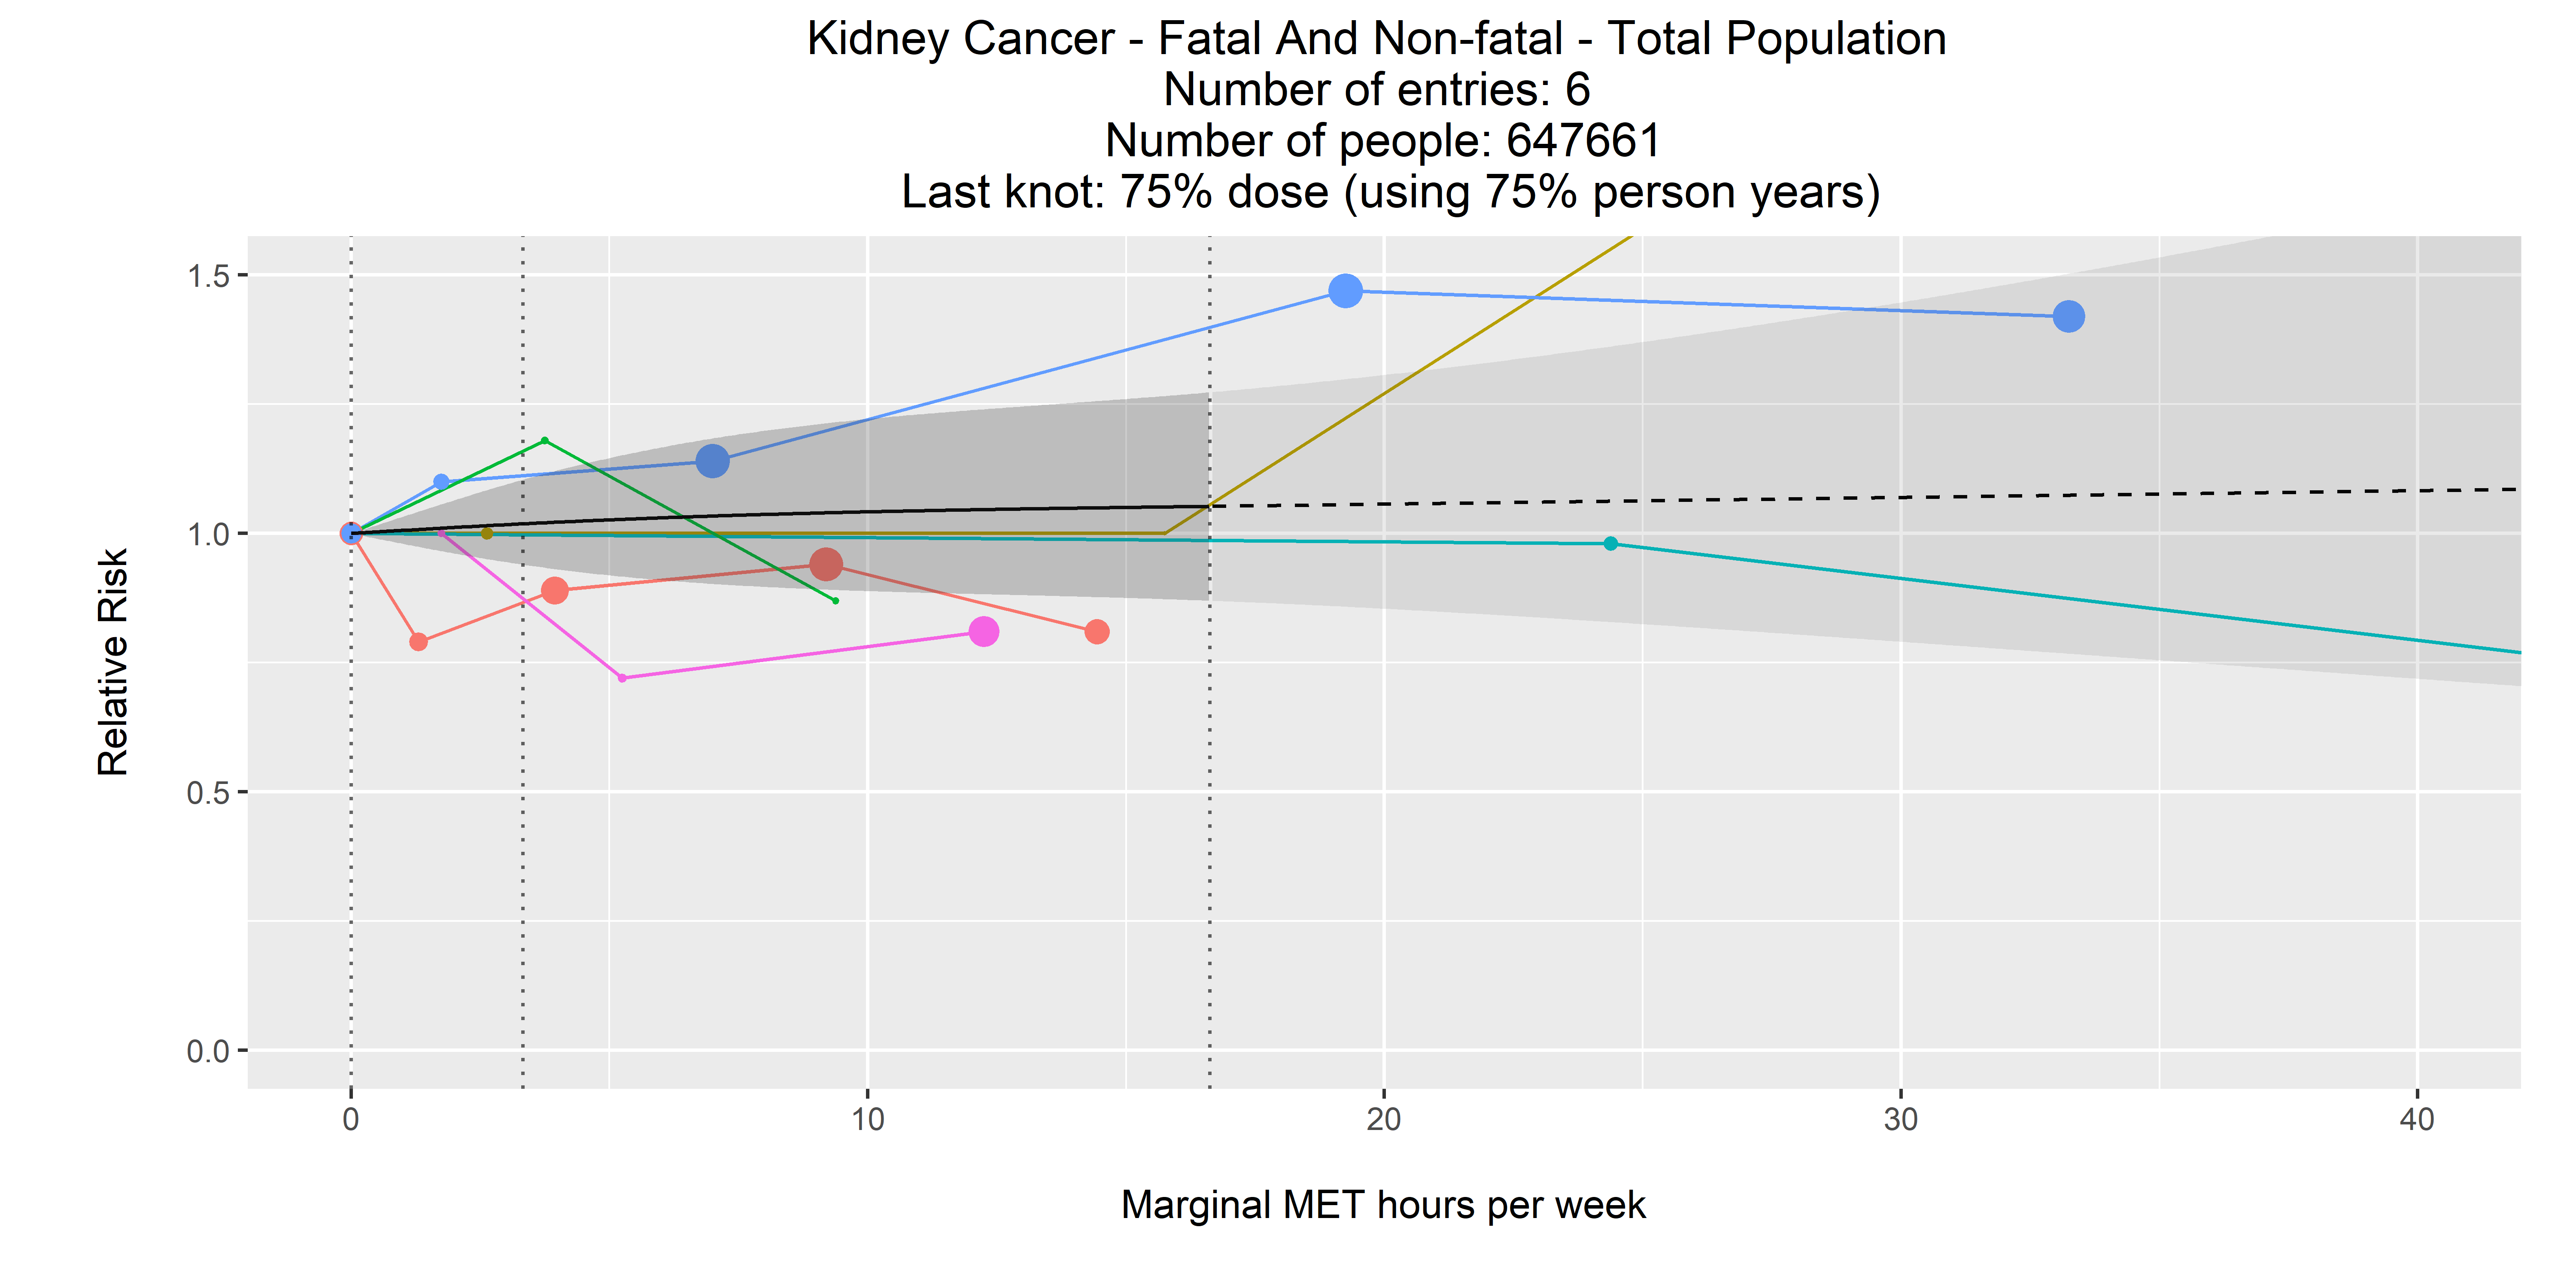 Kidney Cancer - Fatal And Non-fatal - Total Population
Number of entries: 6
Number of people: 647661
Last knot: 75% dose (using 75% person years)
1.5
1.0
0.5
0.0
Relative Risk
0 10 20 30 40
Marginal MET hours per week